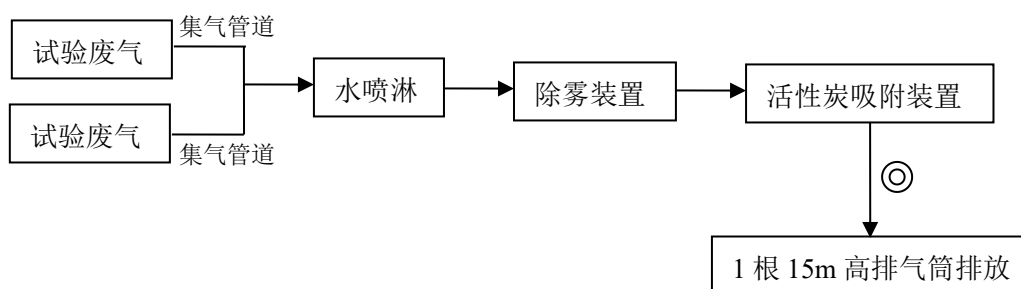 集气管道
试验废气
水喷淋
除雾装置
活性炭吸附装置
试验废气
集气管道
1 根 15m 高排气筒排放